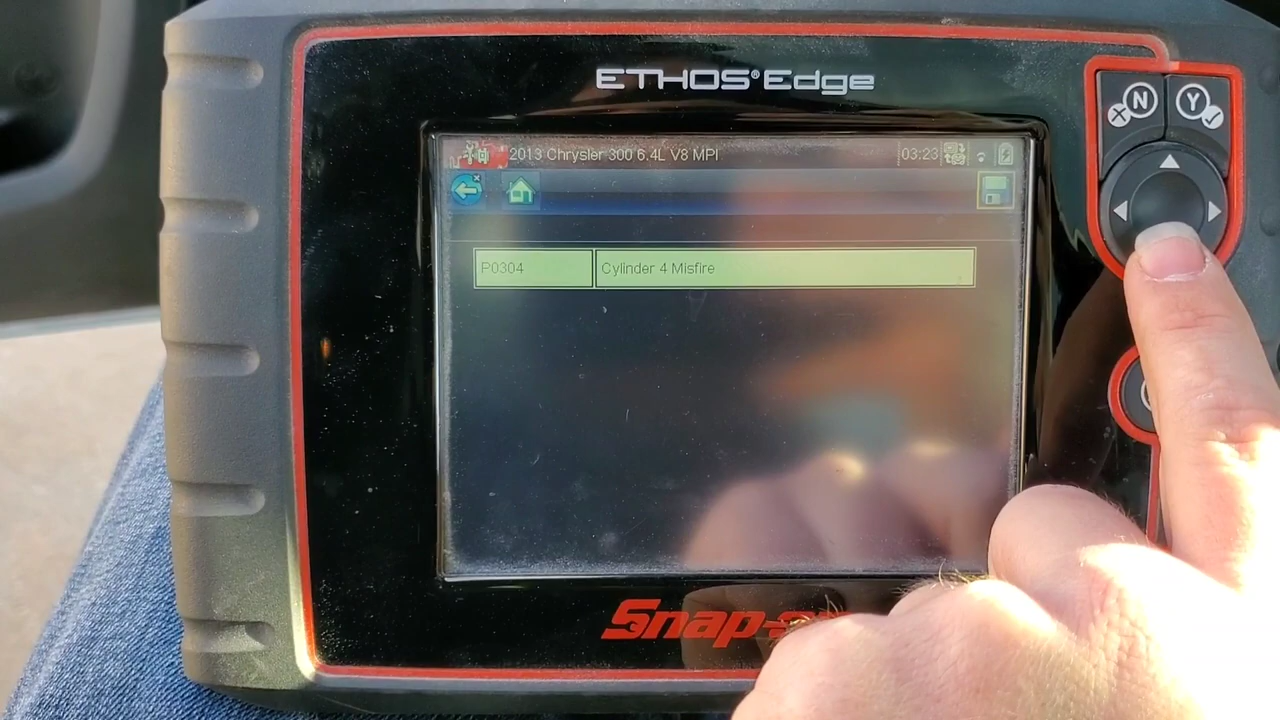 ETHOS® Edge
N Y
X
2013 Chrysler 300 6.4L V8 MPI 03:23
P0304 Cylinder 4 Misfire
Snap-on